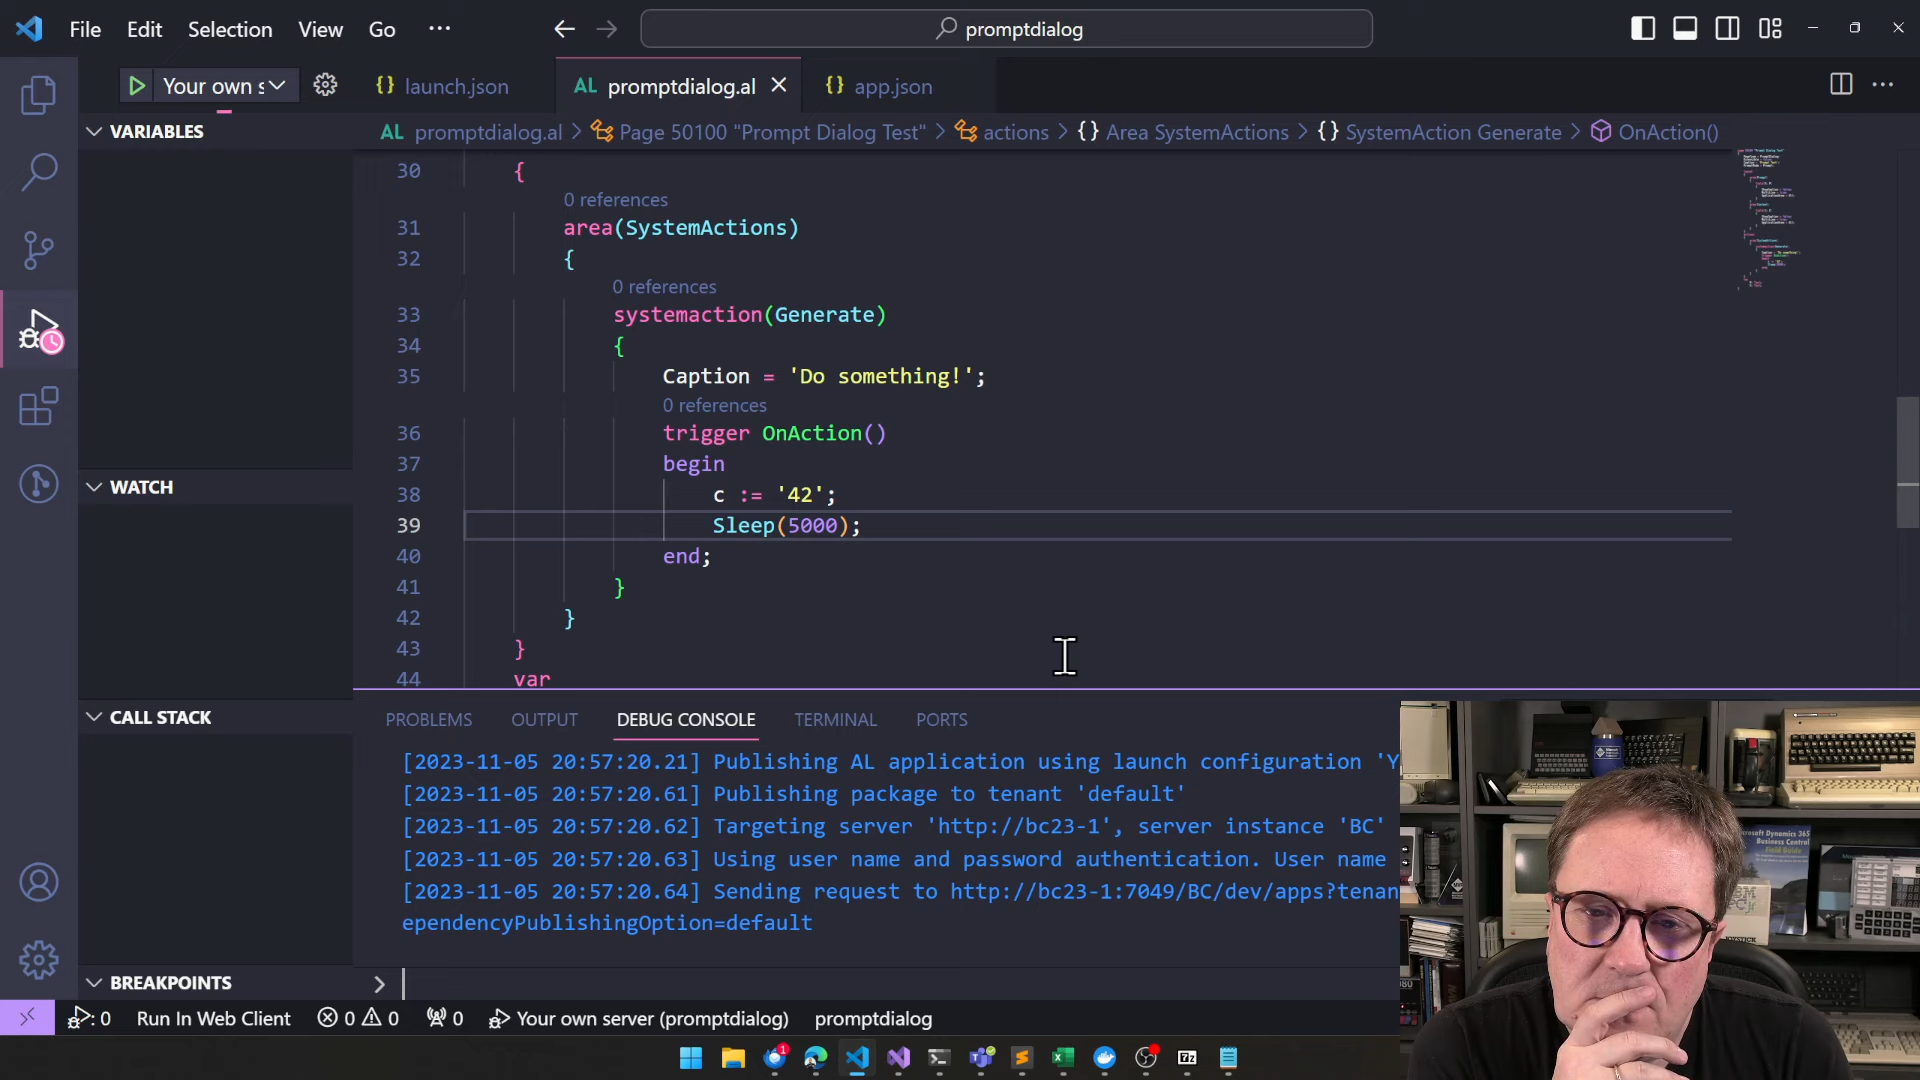 File Edit Selection View Go ··· promptdialog
Your own s launch.json promptdialog.al app.json
VARIABLES
promptdialog.al > Page 50100 "Prompt Dialog Test" > actions > {} Area SystemActions > {} SystemAction Generate > OnAction()
30 {
0 references
31 area(SystemActions)
32 {
0 references
33 systemaction(Generate)
34 {
35 Caption = 'Do something!';
0 references
36 trigger OnAction()
37 begin
38 c := '42';
39 Sleep(5000);
40 end;
41 }
42 }
43 }
44 var
WATCH
CALL STACK
BREAKPOINTS
PROBLEMS OUTPUT DEBUG CONSOLE TERMINAL PORTS
[2023-11-05 20:57:20.21] Publishing AL application using launch configuration 'Y
[2023-11-05 20:57:20.61] Publishing package to tenant 'default'
[2023-11-05 20:57:20.62] Targeting server 'http://bc23-1', server instance 'BC'
[2023-11-05 20:57:20.63] Using user name and password authentication. User name
[2023-11-05 20:57:20.64] Sending request to http://bc23-1:7049/BC/dev/apps?tenan
ependencyPublishingOption=default
>
0 Run In Web Client 0 0 0 Your own server (promptdialog) promptdialog
Microsoft Dynamics 365
Business Central
Field Guide